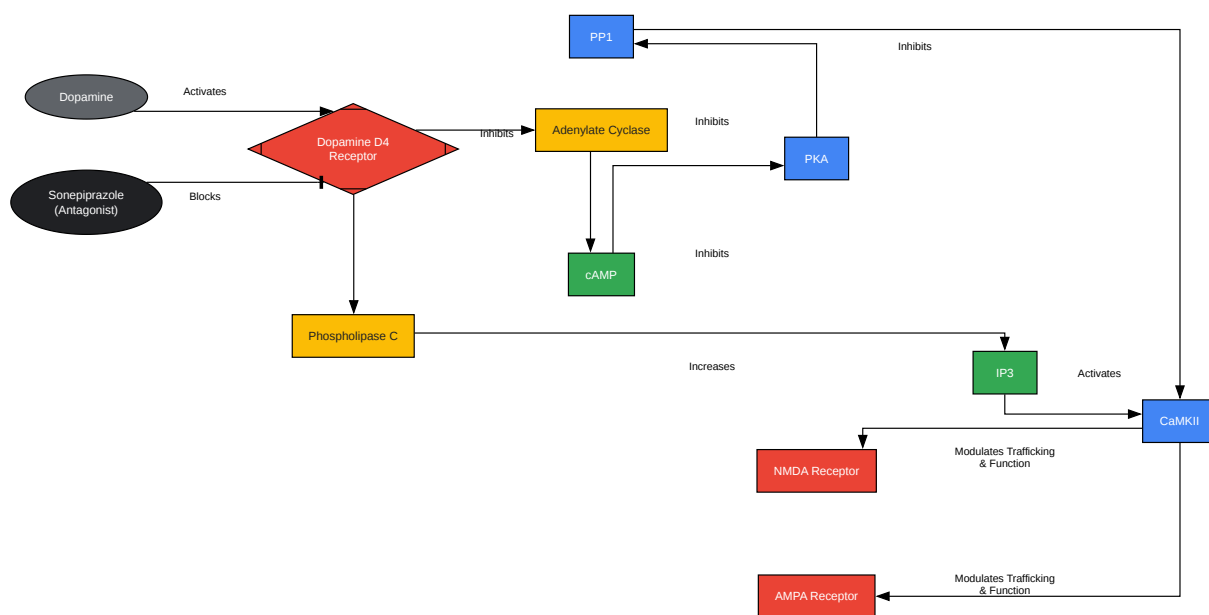 PP1
Inhibits
Dopamine
Activates
Dopamine D4
Receptor
Inhibits
Adenylate Cyclase
Inhibits
PKA
Sonepiprazole
(Antagonist)
Blocks
Inhibits
cAMP
Phospholipase C
Increases
IP3
Activates
CaMKII
Modulates Trafficking
& Function
NMDA Receptor
Modulates Trafficking
& Function
AMPA Receptor